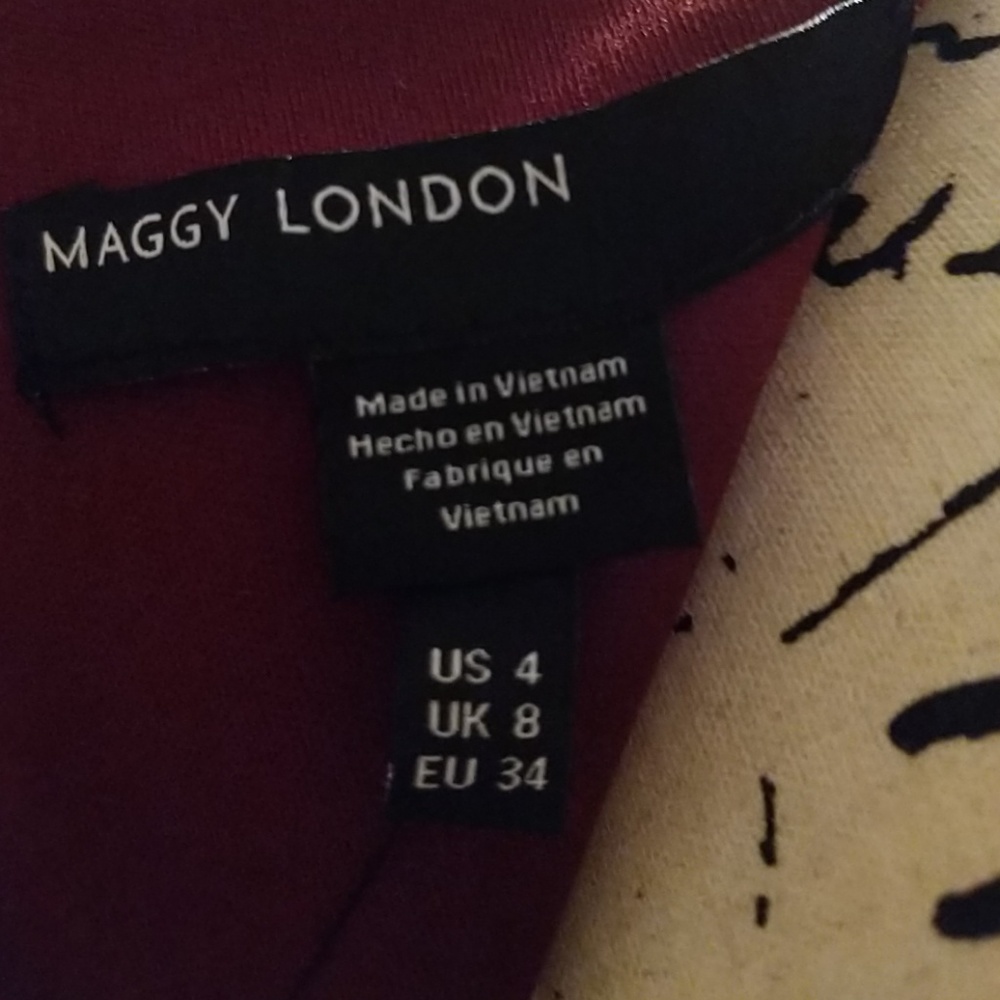 MAGGY LONDON
Made in Vietnam
Hecho en Vietnam
Fabrique en
Vietnam
US 4
UK 8
EU 34